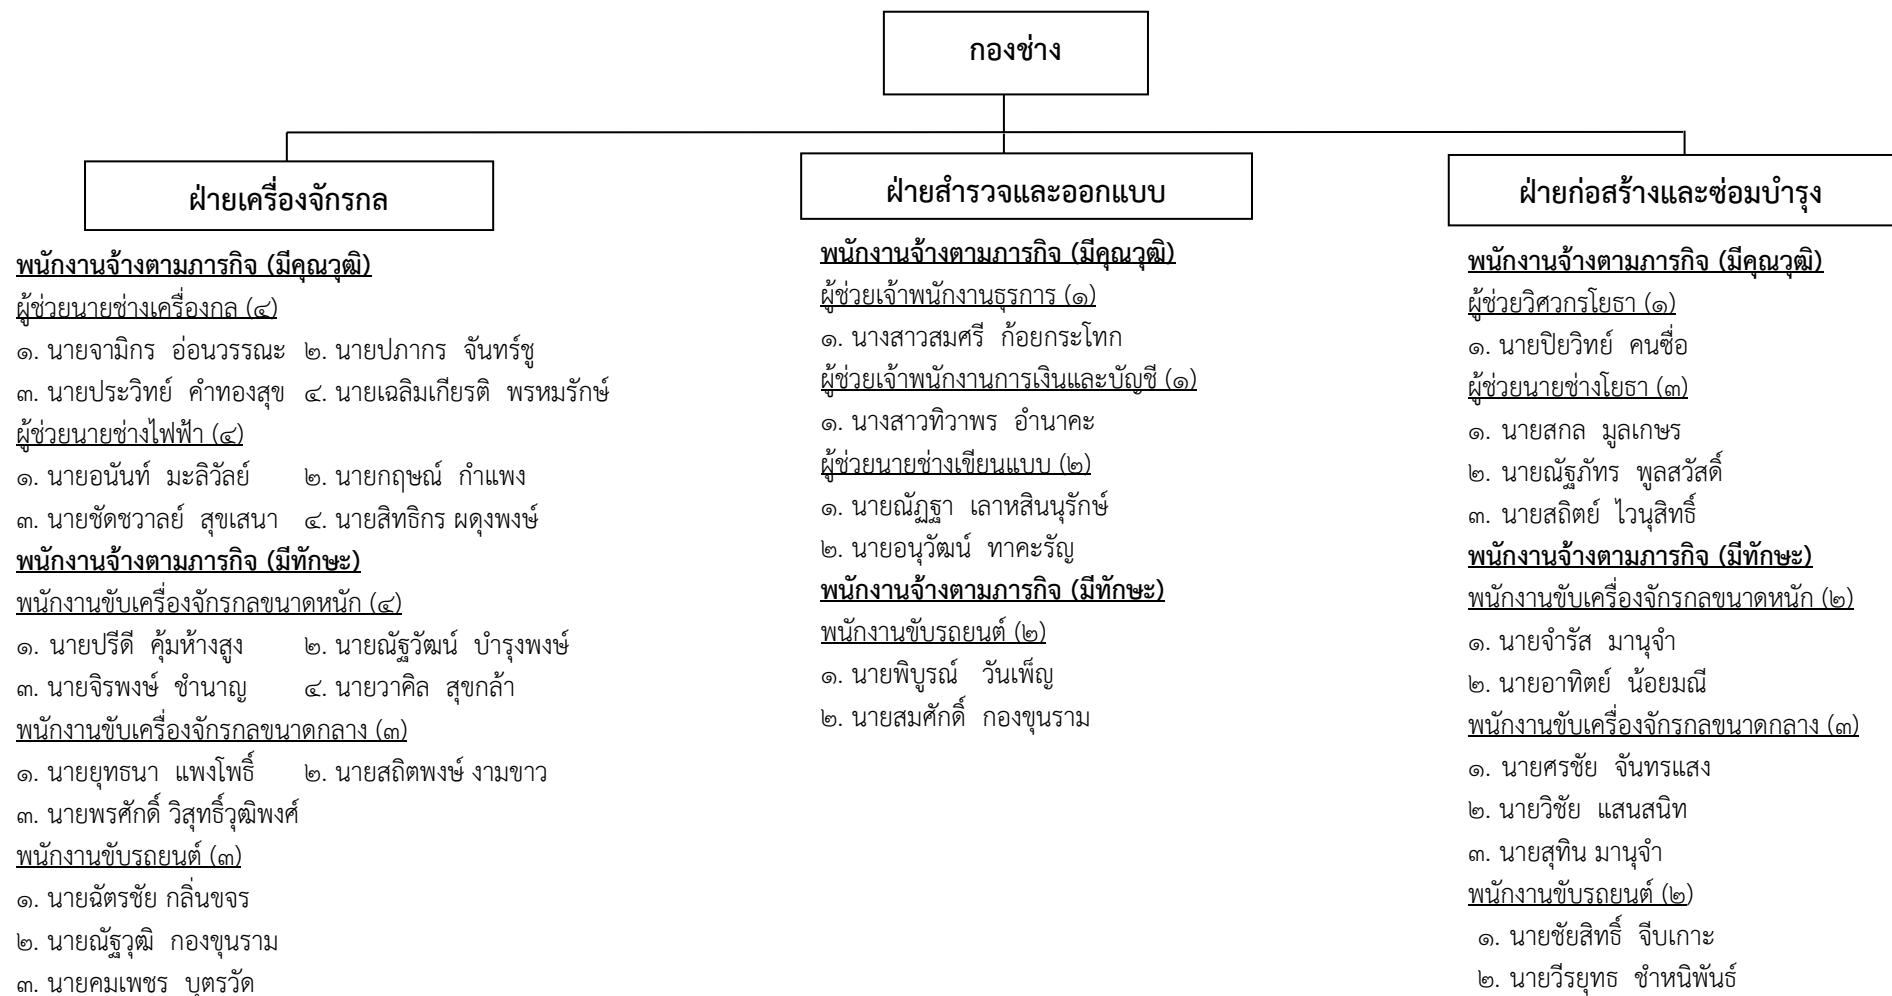 กองช่าง
ฝ่ายเครื่องจักรกล
พนักงานจ้างตามภารกิจ (มีคุณวุฒิ)
ผู้ช่วยนายช่างเครื่องกล (๔)
๑. นายจามิกร อ่อนวรรณะ ๒. นายปภากร จันทร์ชู
๓. นายประวิทย์ คำทองสุข ๔. นายเฉลิมเกียรติ พรหมรักษ์
ผู้ช่วยนายช่างไฟฟ้า (๔)
๑. นายอนันท์ มะลิวัลย์ ๒. นายกฤษณ์ กำแพง
๓. นายชัดชวาลย์ สุขเสนา ๔. นายสิทธิกร ผดุงพงษ์
พนักงานจ้างตามภารกิจ (มีทักษะ)
พนักงานขับเครื่องจักรกลขนาดหนัก (๔)
๑. นายปรีดี คุ้มห้างสูง ๒. นายณัฐวัฒน์ บำรุงพงษ์
๓. นายจิรพงษ์ ชำนาญ ๔. นายวาคิล สุขกล้า
พนักงานขับเครื่องจักรกลขนาดกลาง (๓)
๑. นายยุทธนา แพงโพธิ์ ๒. นายสถิตพงษ์ งามขาว
๓. นายพรศักดิ์ วิสุทธิ์วุฒิพงศ์
พนักงานขับรถยนต์ (๓)
๑. นายฉัตรชัย กลิ่นขจร
๒. นายณัฐวุฒิ กองขุนราม
๓. นายคมเพชร บุตรวัด
ฝ่ายสำรวจและออกแบบ
พนักงานจ้างตามภารกิจ (มีคุณวุฒิ)
ผู้ช่วยเจ้าพนักงานธุรการ (๑)
๑. นางสาวสมศรี ก้อยกระโทก
ผู้ช่วยเจ้าพนักงานการเงินและบัญชี (๑)
๑. นางสาวทิวาพร อำนาคะ
ผู้ช่วยนายช่างเขียนแบบ (๒)
๑. นายณัฏฐา เลาหสินนุรักษ์
๒. นายอนุวัฒน์ ทาคะรัญ
พนักงานจ้างตามภารกิจ (มีทักษะ)
พนักงานขับรถยนต์ (๒)
๑. นายพิบูรณ์ วันเพ็ญ
๒. นายสมศักดิ์ กองขุนราม
ฝ่ายก่อสร้างและซ่อมบำรุง
พนักงานจ้างตามภารกิจ (มีคุณวุฒิ)
ผู้ช่วยวิศวกรโยธา (๑)
๑. นายปิยวิทย์ คนซื่อ
ผู้ช่วยนายช่างโยธา (๓)
๑. นายสกล มูลเกษร
๒. นายณัฐภัทร พูลสวัสดิ์
๓. นายสถิตย์ ไวนุสิทธิ์
พนักงานจ้างตามภารกิจ (มีทักษะ)
พนักงานขับเครื่องจักรกลขนาดหนัก (๒)
๑. นายจำรัส มานุจำ
๒. นายอาทิตย์ น้อยมณี
พนักงานขับเครื่องจักรกลขนาดกลาง (๓)
๑. นายศรชัย จันทรแสง
๒. นายวิชัย แสนสนิท
๓. นายสุทิน มานุจำ
พนักงานขับรถยนต์ (๒)
๑. นายชัยสิทธิ์ จีบเกาะ
๒. นายวีรยุทธ ชำหนิพันธ์